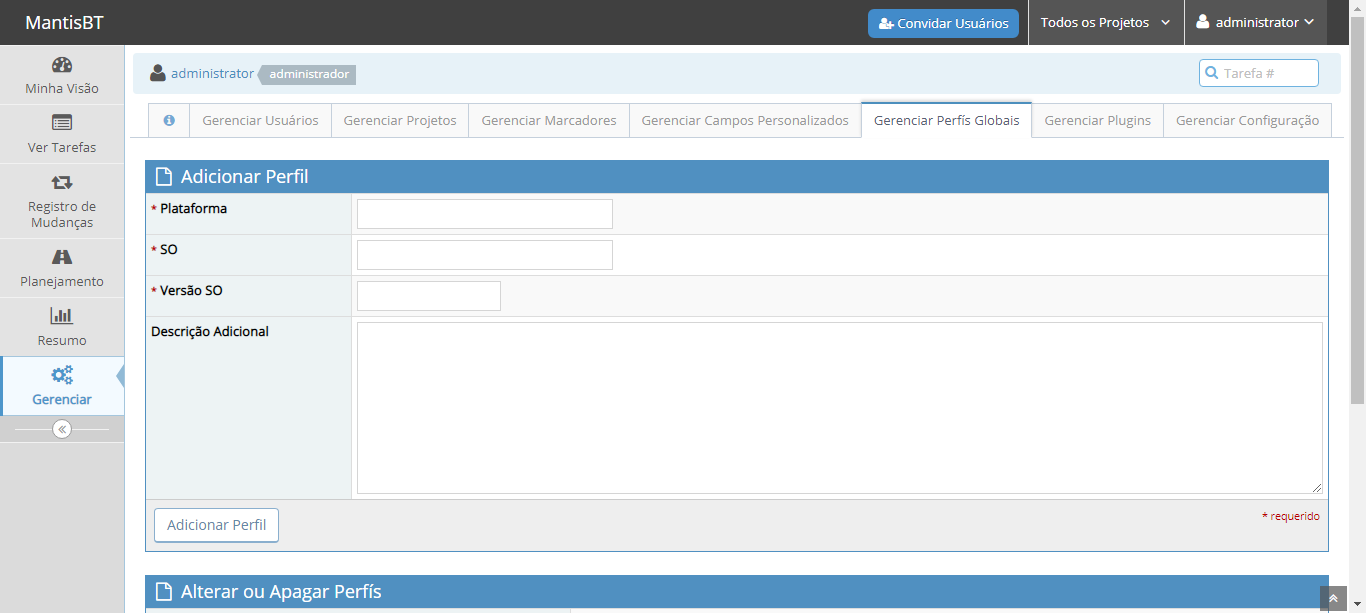 MantisBT
Convidar Usuários
Todos os Projetos
administrator
Minha Visão
Ver Tarefas
Registro de
Mudanças
Planejamento
Resumo
Gerenciar
administrator administrador
Tarefa #
Gerenciar Usuários
Gerenciar Projetos
Gerenciar Marcadores
Gerenciar Campos Personalizados
Gerenciar Perfís Globais
Gerenciar Plugins
Gerenciar Configuração
Adicionar Perfil
* Plataforma
* SO
* Versão SO
Descrição Adicional
Adicionar Perfil
* requerido
Alterar ou Apagar Perfís